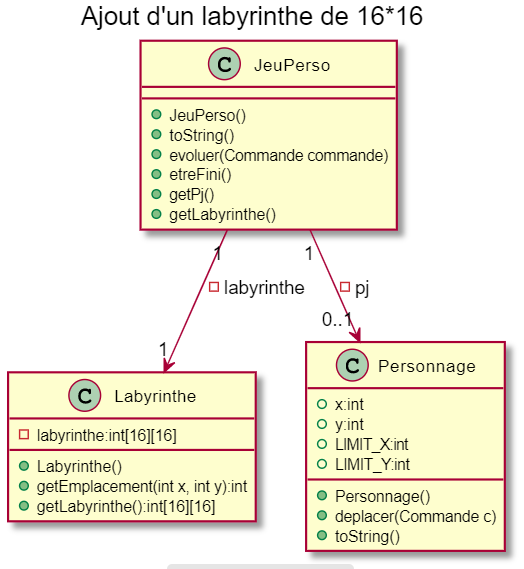 Ajout d'un labyrinthe de 16*16
C JeuPerso
JeuPerso()
toString()
evoluer(Commande commande)
etreFini()
getPj()
getLabyrinthe()
1 1
labyrinthe pj
1 0..1
C Labyrinthe
labyrinthe:int[16][16]
Labyrinthe()
getEmplacement(int x, int y):int
getLabyrinthe():int[16][16]
C Personnage
x:int
y:int
LIMIT_X:int
LIMIT_Y:int
Personnage()
deplacer(Commande c)
toString()